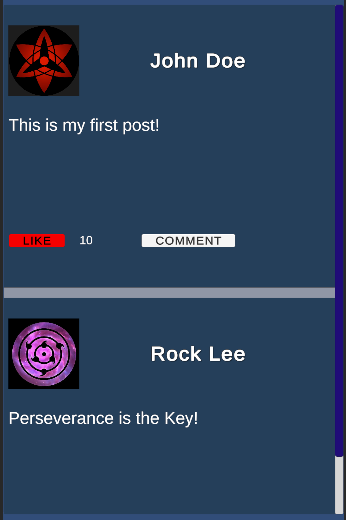 John Doe
This is my first post!
LIKE 10 COMMENT
Rock Lee
Perseverance is the Key!